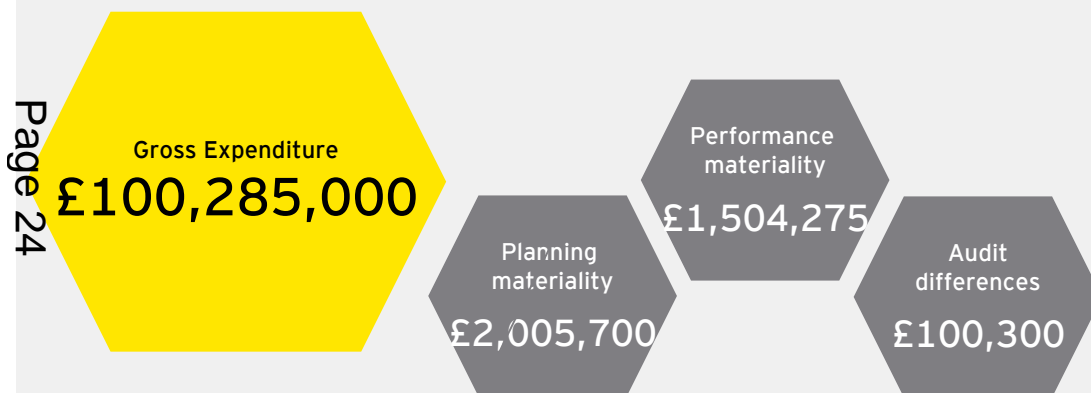 Page 24
Gross Expenditure
£100,285,000
Planning
materiality
£2,005,700
Performance
materiality
£1,504,275
Audit
differences
£100,300